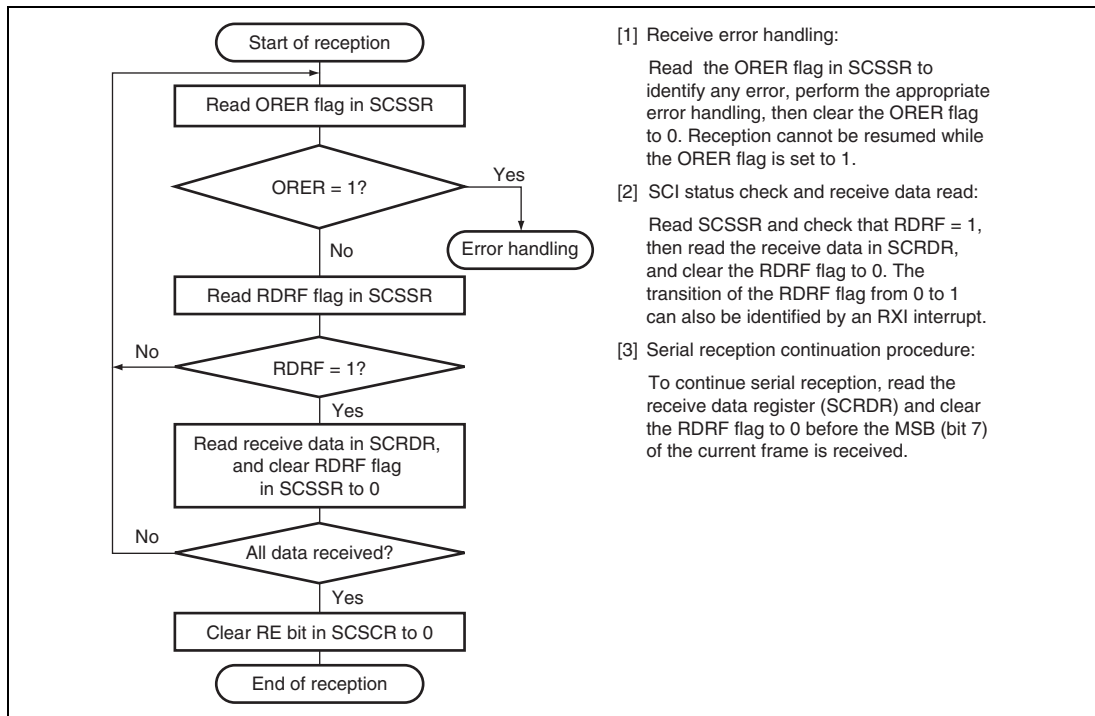 Start of reception
Read ORER flag in SCSSR
ORER = 1?
Yes
Error handling
No
Read RDRF flag in SCSSR
No
RDRF = 1?
Yes
Read receive data in SCRDR,
and clear RDRF flag
in SCSSR to 0
No
All data received?
Yes
Clear RE bit in SCSCR to 0
End of reception
[1] Receive error handling:
Read the ORER flag in SCSSR to
identify any error, perform the appropriate
error handling, then clear the ORER flag
to 0. Reception cannot be resumed while
the ORER flag is set to 1.
[2] SCI status check and receive data read:
Read SCSSR and check that RDRF = 1,
then read the receive data in SCRDR,
and clear the RDRF flag to 0. The
transition of the RDRF flag from 0 to 1
can also be identified by an RXI interrupt.
[3] Serial reception continuation procedure:
To continue serial reception, read the
receive data register (SCRDR) and clear
the RDRF flag to 0 before the MSB (bit 7)
of the current frame is received.